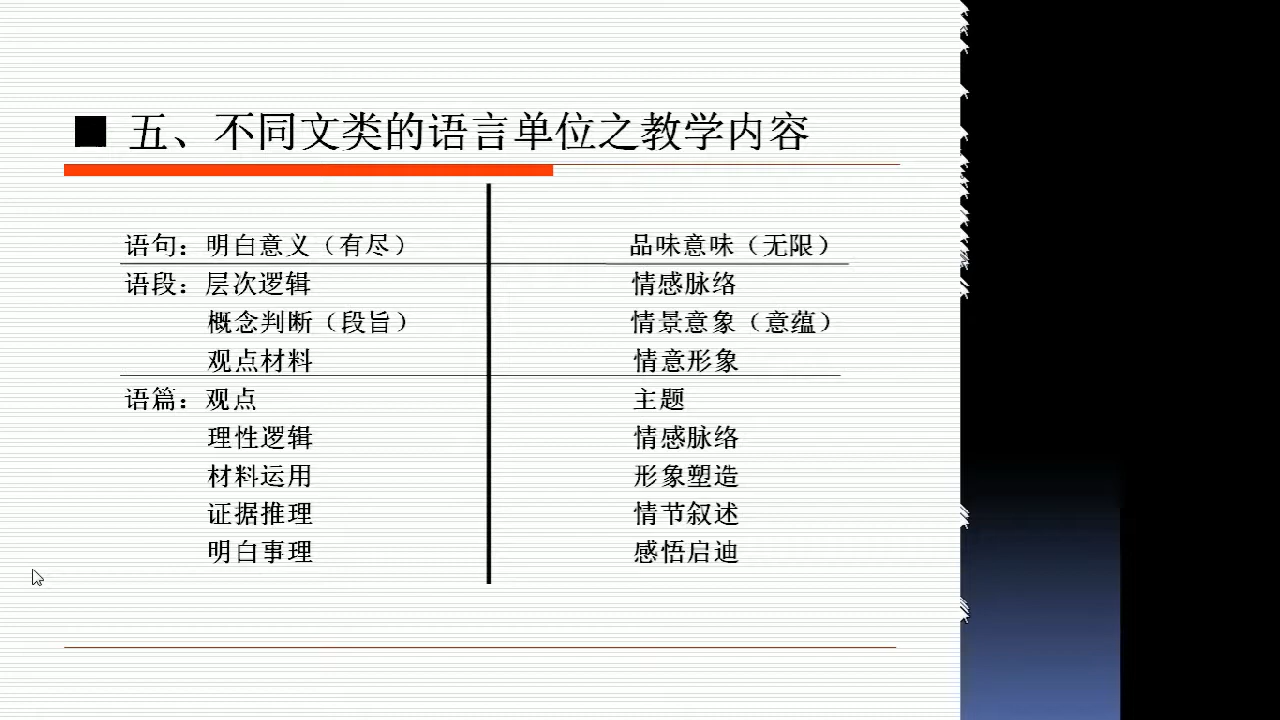 五、不同文类的语言单位之教学内容
语句：明白意义（有尽） 品味意味（无限）
语段：层次逻辑 情感脉络
概念判断（段旨） 情景意象（意蕴）
观点材料 情意形象
语篇：观点 主题
理性逻辑 情感脉络
材料运用 形象塑造
证据推理 情节叙述
明白事理 感悟启迪